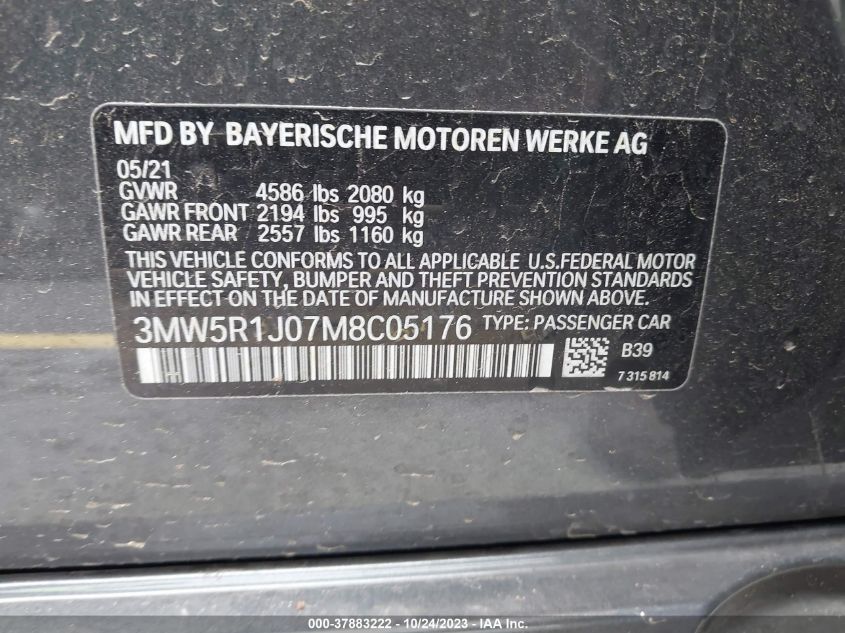 MFD BY BAYERISCHE MOTOREN WERKE AG
05/21
GVWR 4586 lbs 2080 kg
GAWR FRONT 2194 lbs 995 kg
GAWR REAR 2557 lbs 1160 kg
THIS VEHICLE CONFORMS TO ALL APPLICABLE U.S.FEDERAL MOTOR
VEHICLE SAFETY, BUMPER AND THEFT PREVENTION STANDARDS
IN EFFECT ON THE DATE OF MANUFACTURE SHOWN ABOVE.
3MW5R1J07M8C05176 TYPE: PASSENGER CAR
B39
7 315 814
000-37883222 - 10/24/2023 - © IAA Inc.